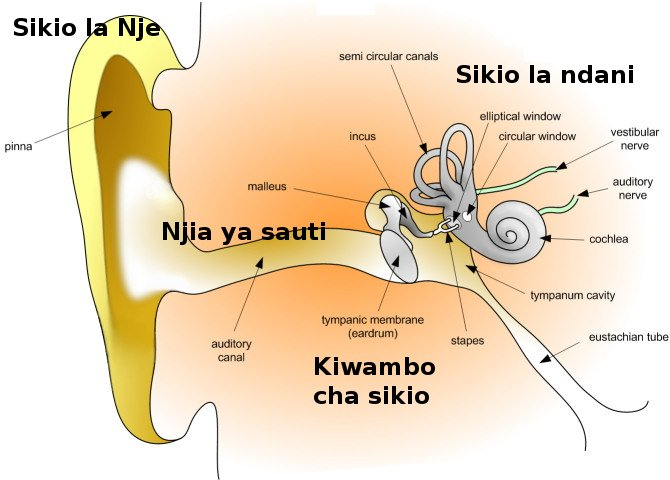 Sikio la Nje
semi circular canals
Sikio la ndani
elliptical window
circular window
vestibular
nerve
incus
pinna
malleus
auditory
nerve
Njia ya sauti
cochlea
tympanum cavity
tympanic membrane
(eardrum)
stapes
eustachian tube
auditory
canal
Kiwambo
cha sikio